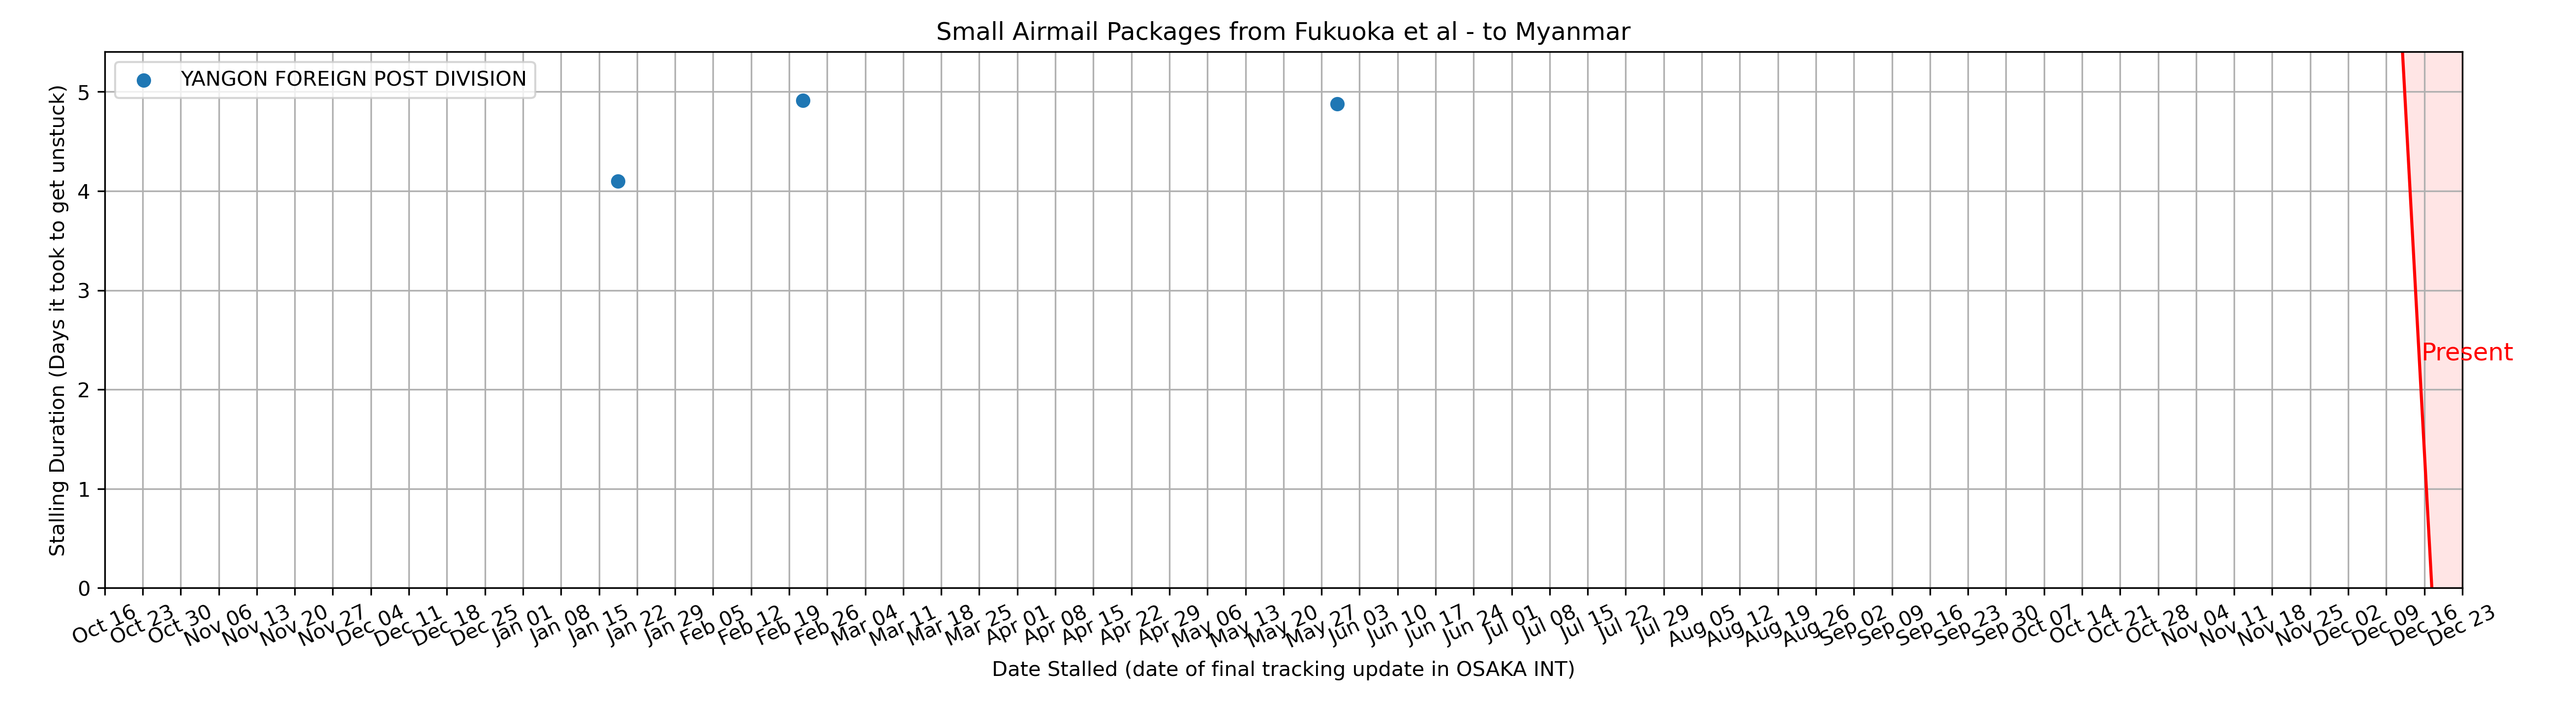 Small Airmail Packages from Fukuoka et al - to Myanmar
YANGON FOREIGN POST DIVISION
Stalling Duration (Days it took to get unstuck)
5
4
3
2
1
0
Present
Oct 16
Oct 23
Oct 30
Nov 06
Nov 13
Nov 20
Nov 27
Dec 04
Dec 11
Dec 18
Dec 25
Jan 01
Jan 08
Jan 15
Jan 22
Jan 29
Feb 05
Feb 12
Feb 19
Feb 26
Mar 04
Mar 11
Mar 18
Mar 25
Apr 01
Apr 08
Apr 15
Apr 22
Apr 29
May 06
May 13
May 20
May 27
Jun 03
Jun 10
Jun 17
Jun 24
Jul 01
Jul 08
Jul 15
Jul 22
Jul 29
Aug 05
Aug 12
Aug 19
Aug 26
Sep 02
Sep 09
Sep 16
Sep 23
Sep 30
Oct 07
Oct 14
Oct 21
Oct 28
Nov 04
Nov 11
Nov 18
Nov 25
Dec 02
Dec 09
Dec 16
Dec 23
Date Stalled (date of final tracking update in OSAKA INT)